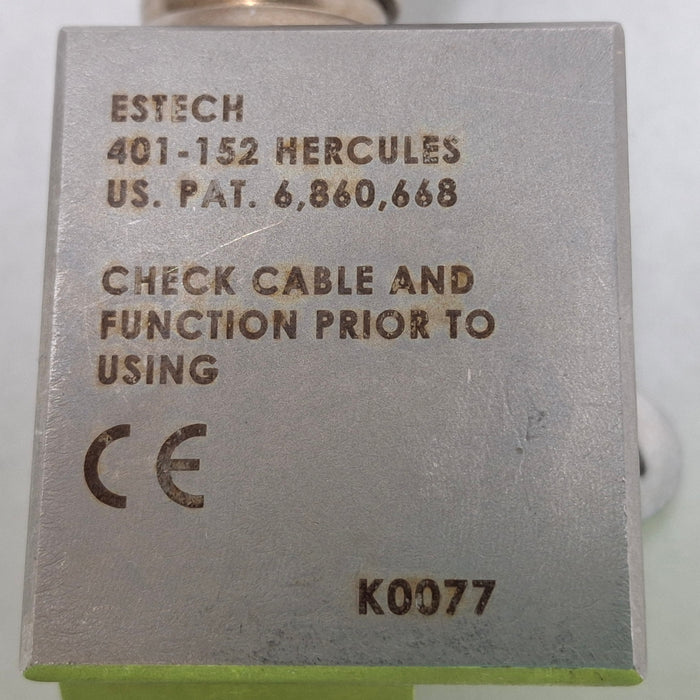 ESTECH
401-152 HERCULES
US. PAT. 6,860,668
CHECK CABLE AND
FUNCTION PRIOR TO
USING
CE
K0077